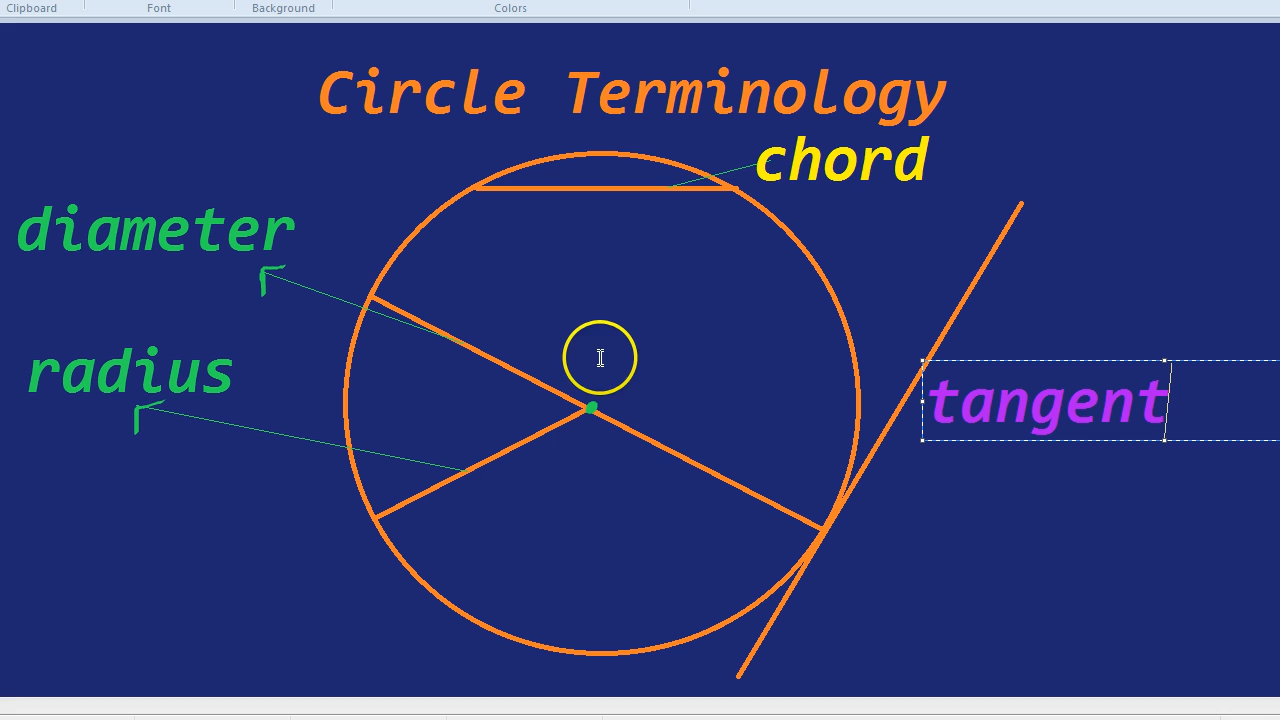 Clipboard Font Background Colors
Circle Terminology
chord
diameter
radius
tangent